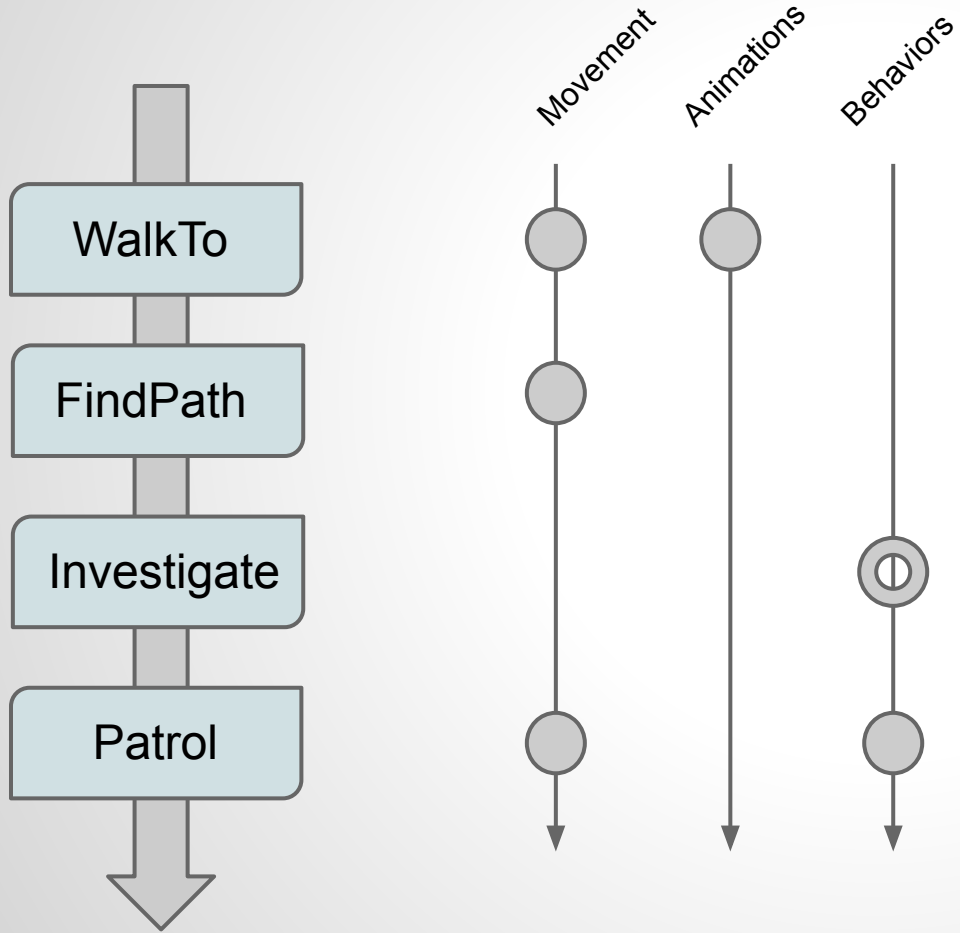 Movement
Animations
Behaviors
WalkTo
FindPath
Investigate
Patrol